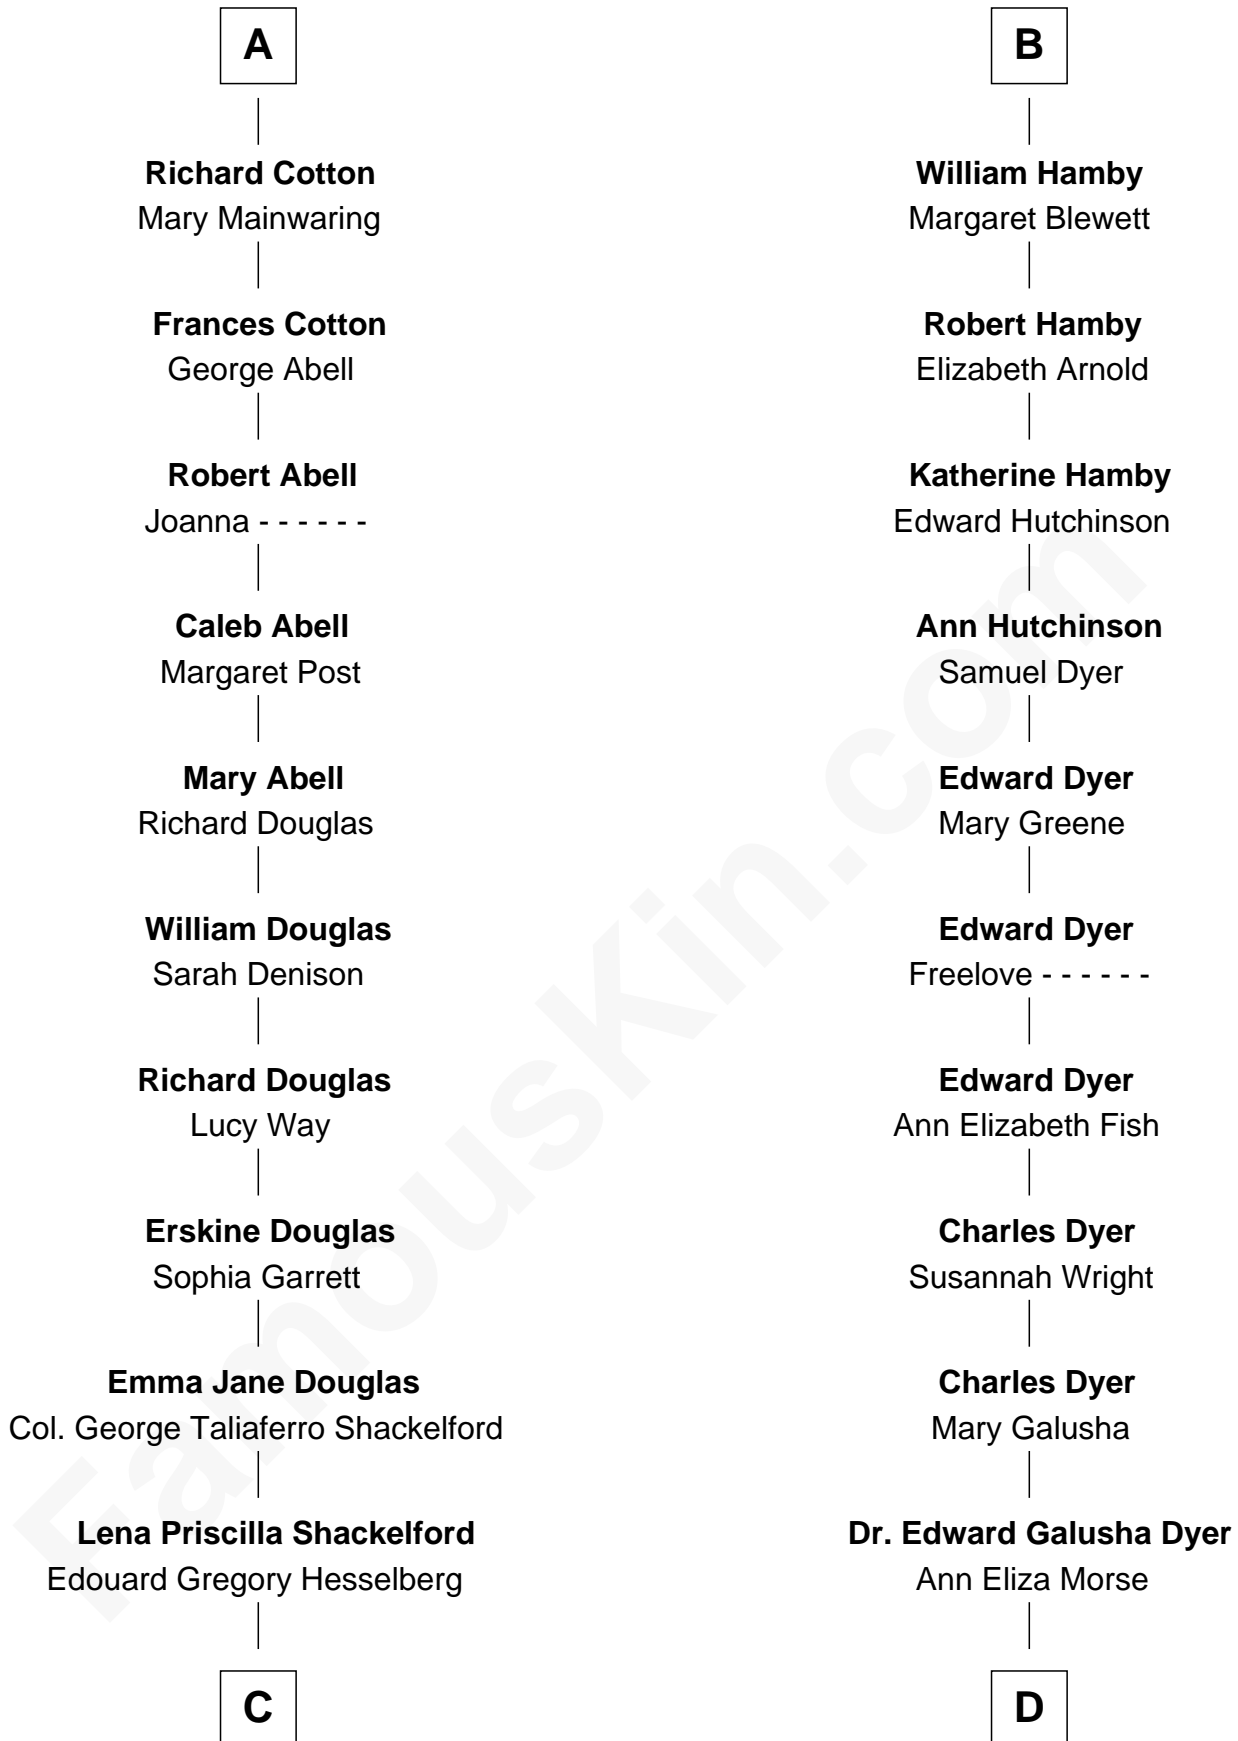 A
Richard Cotton
Mary Mainwaring
Frances Cotton
George Abell
Robert Abell
Joanna - - - - - -
Caleb Abell
Margaret Post
Mary Abell
Richard Douglas
William Douglas
Sarah Denison
Richard Douglas
Lucy Way
Erskine Douglas
Sophia Garrett
Emma Jane Douglas
Col. George Taliaferro Shackelford
Lena Priscilla Shackelford
Edouard Gregory Hesselberg
C
B
William Hamby
Margaret Blewett
Robert Hamby
Elizabeth Arnold
Katherine Hamby
Edward Hutchinson
Ann Hutchinson
Samuel Dyer
Edward Dyer
Mary Greene
Edward Dyer
Freelove - - - - - -
Edward Dyer
Ann Elizabeth Fish
Charles Dyer
Susannah Wright
Charles Dyer
Mary Galusha
Dr. Edward Galusha Dyer
Ann Eliza Morse
D
FamousKin.com